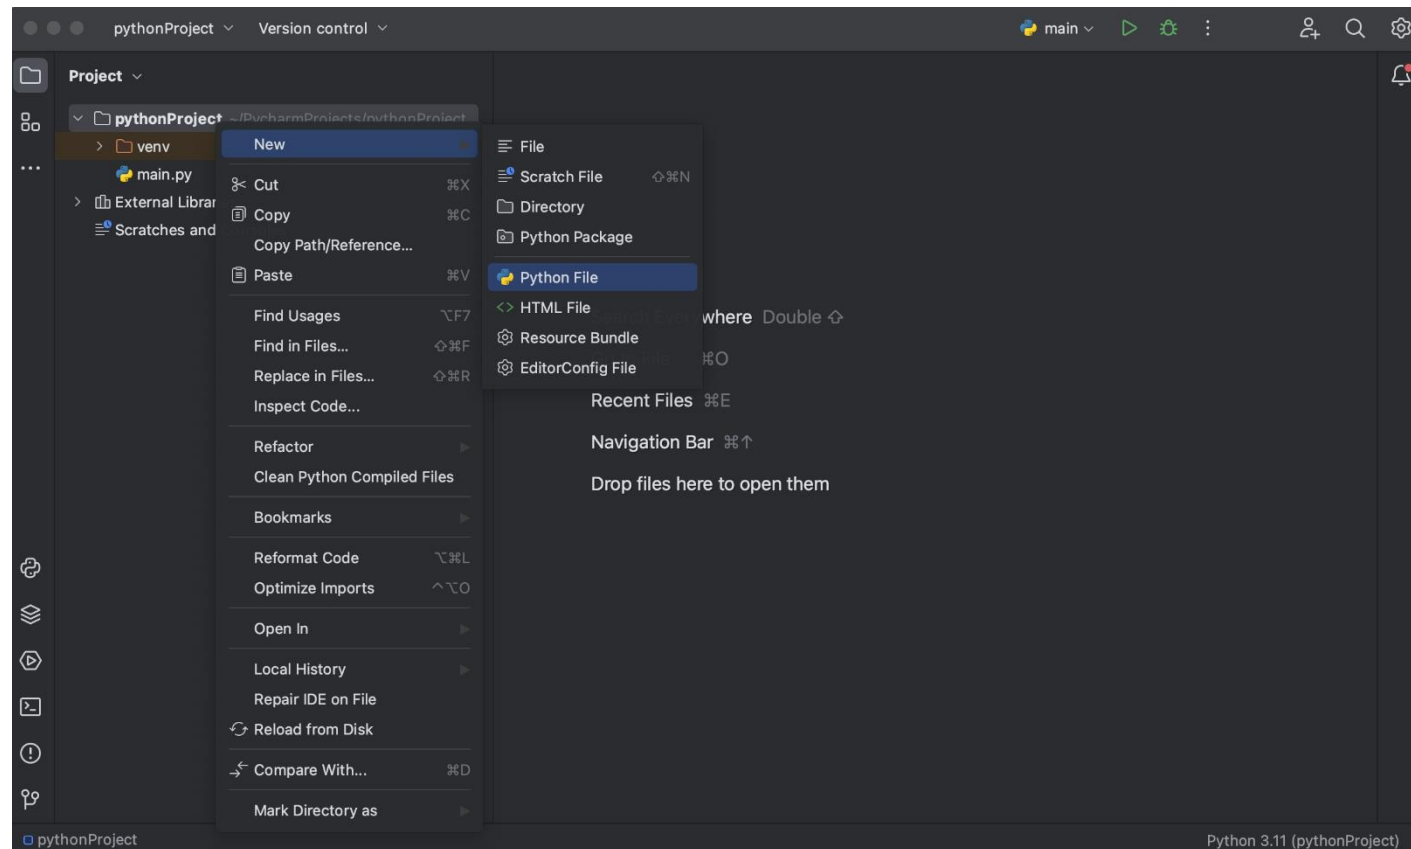 pythonProject Version control main
Project
pythonProject ~/PycharmProjects/pythonProject
venv
main.py
External Librar
Scratches and
New
Cut ⌘X
Copy ⌘C
Copy Path/Reference...
Paste ⌘V
Find Usages ⌥F7
Find in Files... ⇧⌘F
Replace in Files... ⇧⌘R
Inspect Code...
Refactor
Clean Python Compiled Files
Bookmarks
Reformat Code ⌥⌘L
Optimize Imports ^⌥O
Open In
Local History
Repair IDE on File
Reload from Disk
Compare With... ⌘D
Mark Directory as
File
Scratch File ⇧⌘N
Directory
Python Package
Python File
HTML File
Resource Bundle
EditorConfig File
where Double ⇧
⌘O
Recent Files ⌘E
Navigation Bar ⌘↑
Drop files here to open them
pythonProject Python 3.11 (pythonProject)